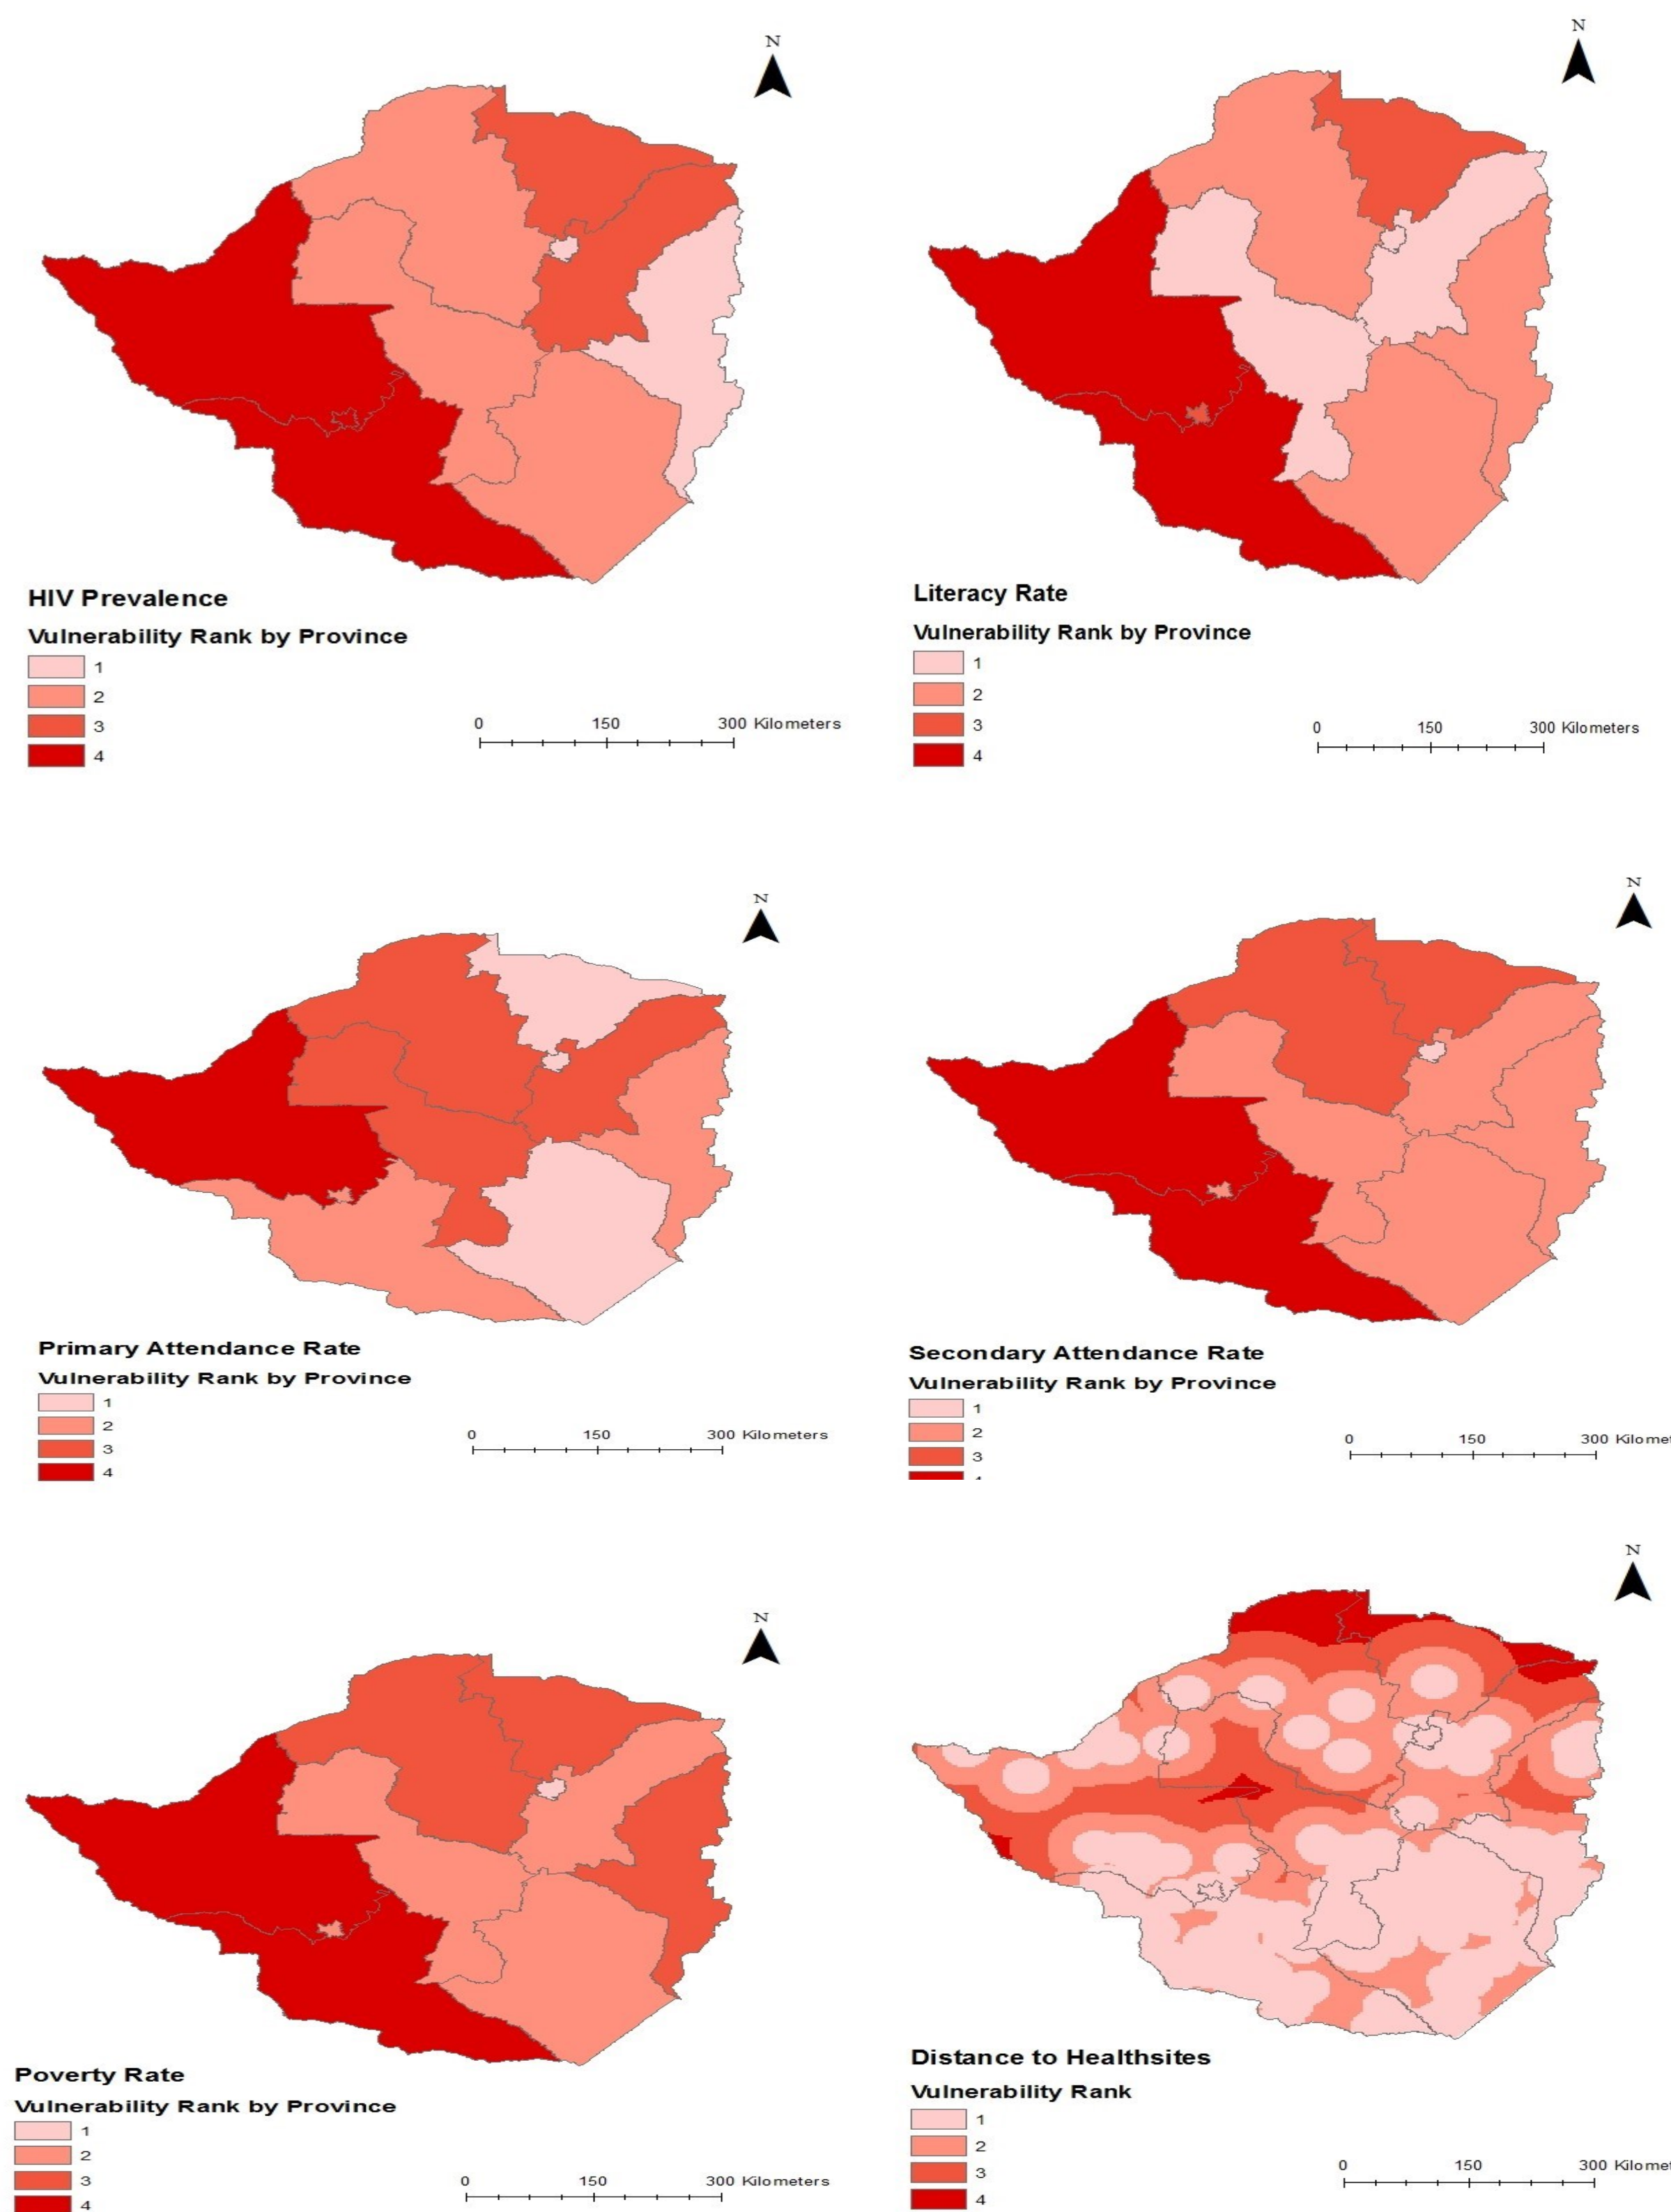 N
HIV Prevalence
Vulnerability Rank by Province
1
2
3
4
0 150 300 Kilometers
N
Literacy Rate
Vulnerability Rank by Province
1
2
3
4
0 150 300 Kilometers
N
Primary Attendance Rate
Vulnerability Rank by Province
1
2
3
4
0 150 300 Kilometers
N
Secondary Attendance Rate
Vulnerability Rank by Province
1
2
3
0 150 300 Kilomet
N
Poverty Rate
Vulnerability Rank by Province
1
2
3
4
0 150 300 Kilometers
N
Distance to Healthsites
Vulnerability Rank
1
2
3
4
0 150 300 Kilomet